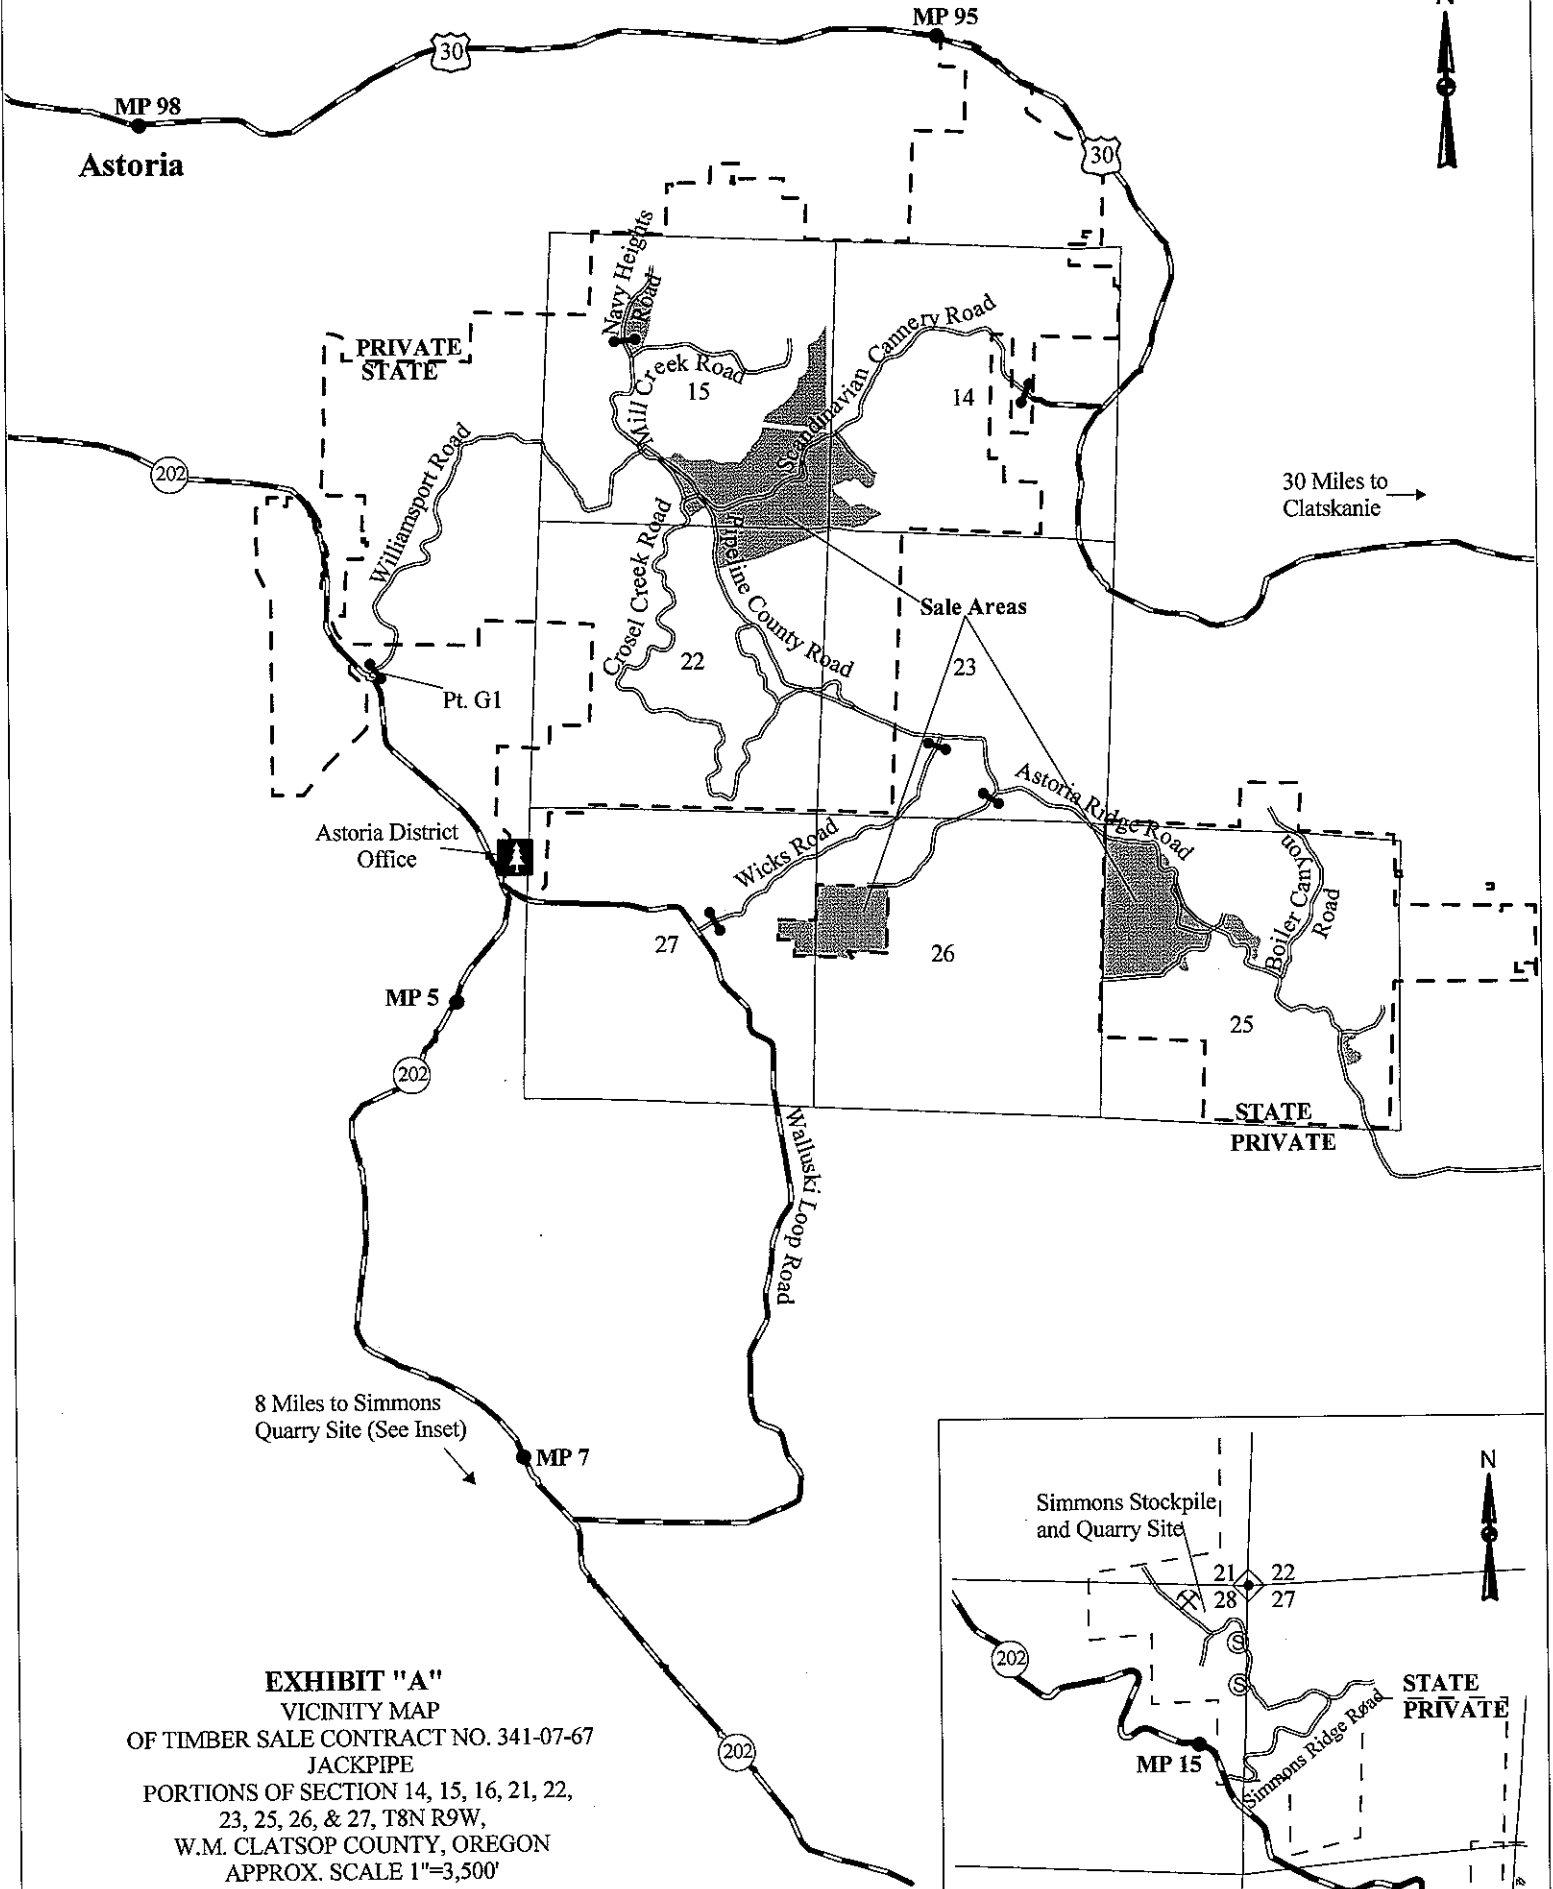 N
MP 95
30
MP 98
Astoria
30
Navy Heights
Road
PRIVATE
STATE
Mill Creek Road
15
Scandinavian Cannery Road
14
202
Williamsport Road
30 Miles to
Clatskanie
Crosel Creek Road
Pipeline County Road
Sale Areas
22
23
Pt. G1
Astoria Ridge Road
Astoria District
Office
Wicks Road
Boiler Canyon
Road
27
26
MP 5
25
202
STATE
PRIVATE
Walluski Loop Road
8 Miles to Simmons
Quarry Site (See Inset)
MP 7
N
Simmons Stockpile
and Quarry Site
21 22
28 27
202
S
S
STATE
PRIVATE
MP 15
Simmons Ridge Road
EXHIBIT "A"
VICINITY MAP
OF TIMBER SALE CONTRACT NO. 341-07-67
JACKPIPE
PORTIONS OF SECTION 14, 15, 16, 21, 22,
23, 25, 26, & 27, T8N R9W,
W.M. CLATSOP COUNTY, OREGON
APPROX. SCALE 1"=3,500'
202